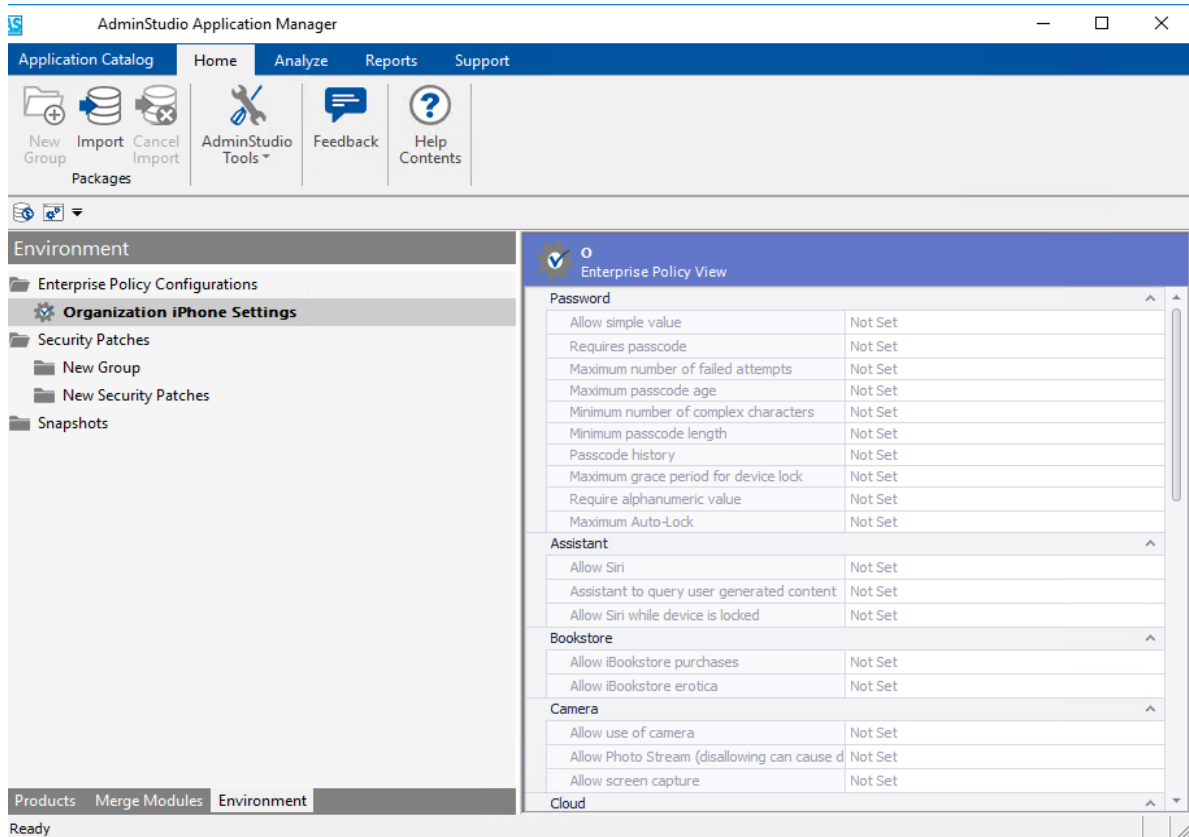 AdminStudio Application Manager
Application Catalog Home Analyze Reports Support
New Group Import Cancel Import AdminStudio Tools Feedback Help Contents
Packages
Environment
Enterprise Policy Configurations
Organization iPhone Settings
Security Patches
New Group
New Security Patches
Snapshots
Products Merge Modules Environment
Ready
O
Enterprise Policy View
Password
Allow simple value Not Set
Requires passcode Not Set
Maximum number of failed attempts Not Set
Maximum passcode age Not Set
Minimum number of complex characters Not Set
Minimum passcode length Not Set
Passcode history Not Set
Maximum grace period for device lock Not Set
Require alphanumeric value Not Set
Maximum Auto-Lock Not Set
Assistant
Allow Siri Not Set
Assistant to query user generated content Not Set
Allow Siri while device is locked Not Set
Bookstore
Allow iBookstore purchases Not Set
Allow iBookstore erotica Not Set
Camera
Allow use of camera Not Set
Allow Photo Stream (disallowing can cause d Not Set
Allow screen capture Not Set
Cloud